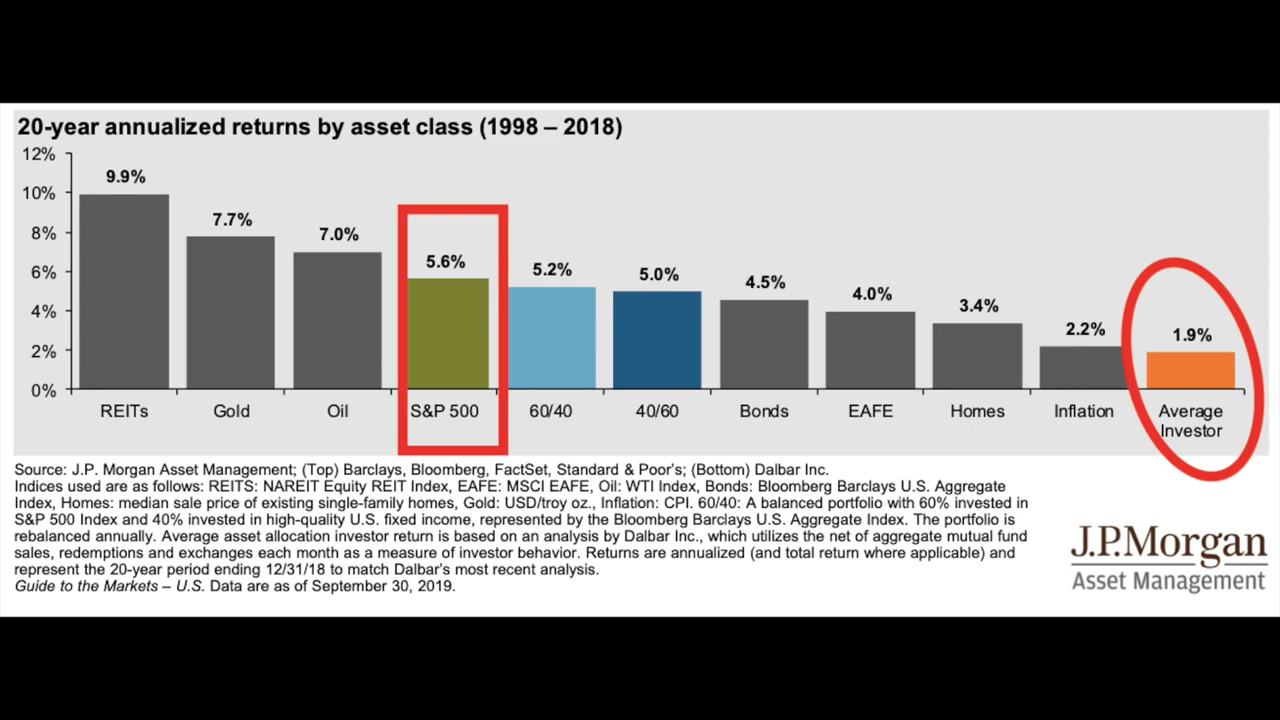 20-year annualized returns by asset class (1998 – 2018)
12%
10%
8%
6%
4%
2%
0%
9.9%
7.7%
7.0%
5.6%
5.2%
5.0%
4.5%
4.0%
3.4%
2.2%
1.9%
REITs
Gold
Oil
S&P 500
60/40
40/60
Bonds
EAFE
Homes
Inflation
Average
Investor
Source: J.P. Morgan Asset Management; (Top) Barclays, Bloomberg, FactSet, Standard & Poor's; (Bottom) Dalbar Inc.
Indices used are as follows: REITS: NAREIT Equity REIT Index, EAFE: MSCI EAFE, Oil: WTI Index, Bonds: Bloomberg Barclays U.S. Aggregate
Index, Homes: median sale price of existing single-family homes, Gold: USD/troy oz., Inflation: CPI. 60/40: A balanced portfolio with 60% invested in
S&P 500 Index and 40% invested in high-quality U.S. fixed income, represented by the Bloomberg Barclays U.S. Aggregate Index. The portfolio is
rebalanced annually. Average asset allocation investor return is based on an analysis by Dalbar Inc., which utilizes the net of aggregate mutual fund
sales, redemptions and exchanges each month as a measure of investor behavior. Returns are annualized (and total return where applicable) and
represent the 20-year period ending 12/31/18 to match Dalbar's most recent analysis.
Guide to the Markets – U.S. Data are as of September 30, 2019.
J.P.Morgan
Asset Management